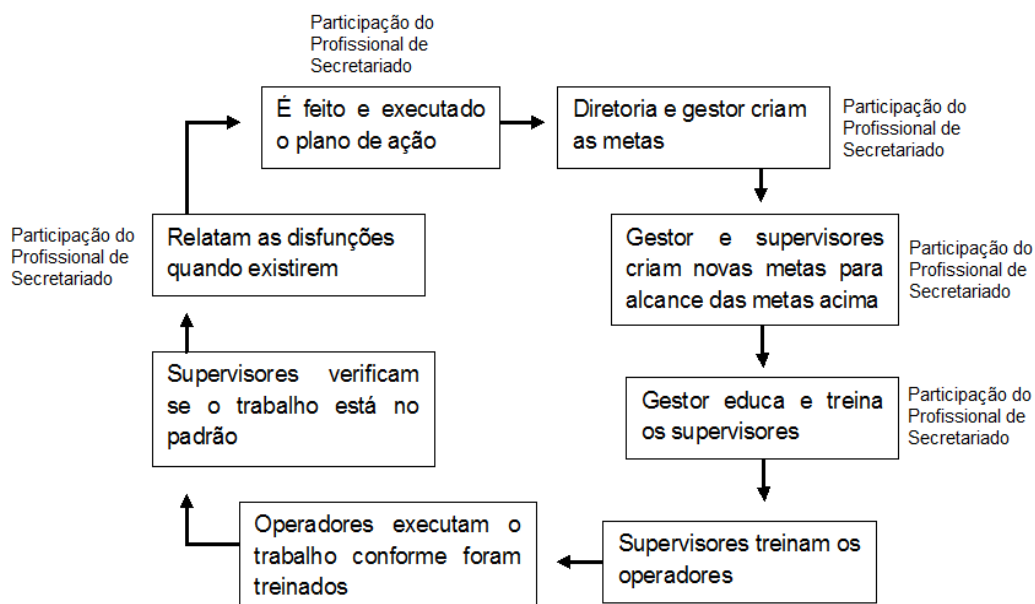 Participação do
Profissional de
Secretariado
É feito e executado
o plano de ação
Diretoria e gestor criam
as metas
Participação do
Profissional de
Secretariado
Participação do
Profissional de
Secretariado
Relatam as disfunções
quando existirem
Gestor e supervisores
criam novas metas para
alcance das metas acima
Participação do
Profissional de
Secretariado
Supervisores verificam
se o trabalho está no
padrão
Gestor educa e treina
os supervisores
Participação do
Profissional de
Secretariado
Operadores executam o
trabalho conforme foram
treinados
Supervisores treinam os
operadores